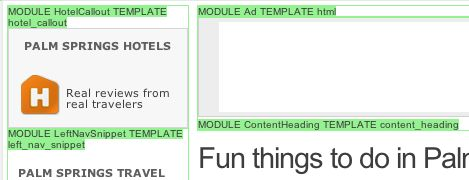 MODULE HotelCallout TEMPLATE
hotel_callout
PALM SPRINGS HOTELS
H
Real reviews from
real travelers
MODULE LeftNavSnippet TEMPLATE
left_nav_snippet
PALM SPRINGS TRAVEL
MODULE Ad TEMPLATE html
MODULE ContentHeading TEMPLATE content_heading
Fun things to do in Palm